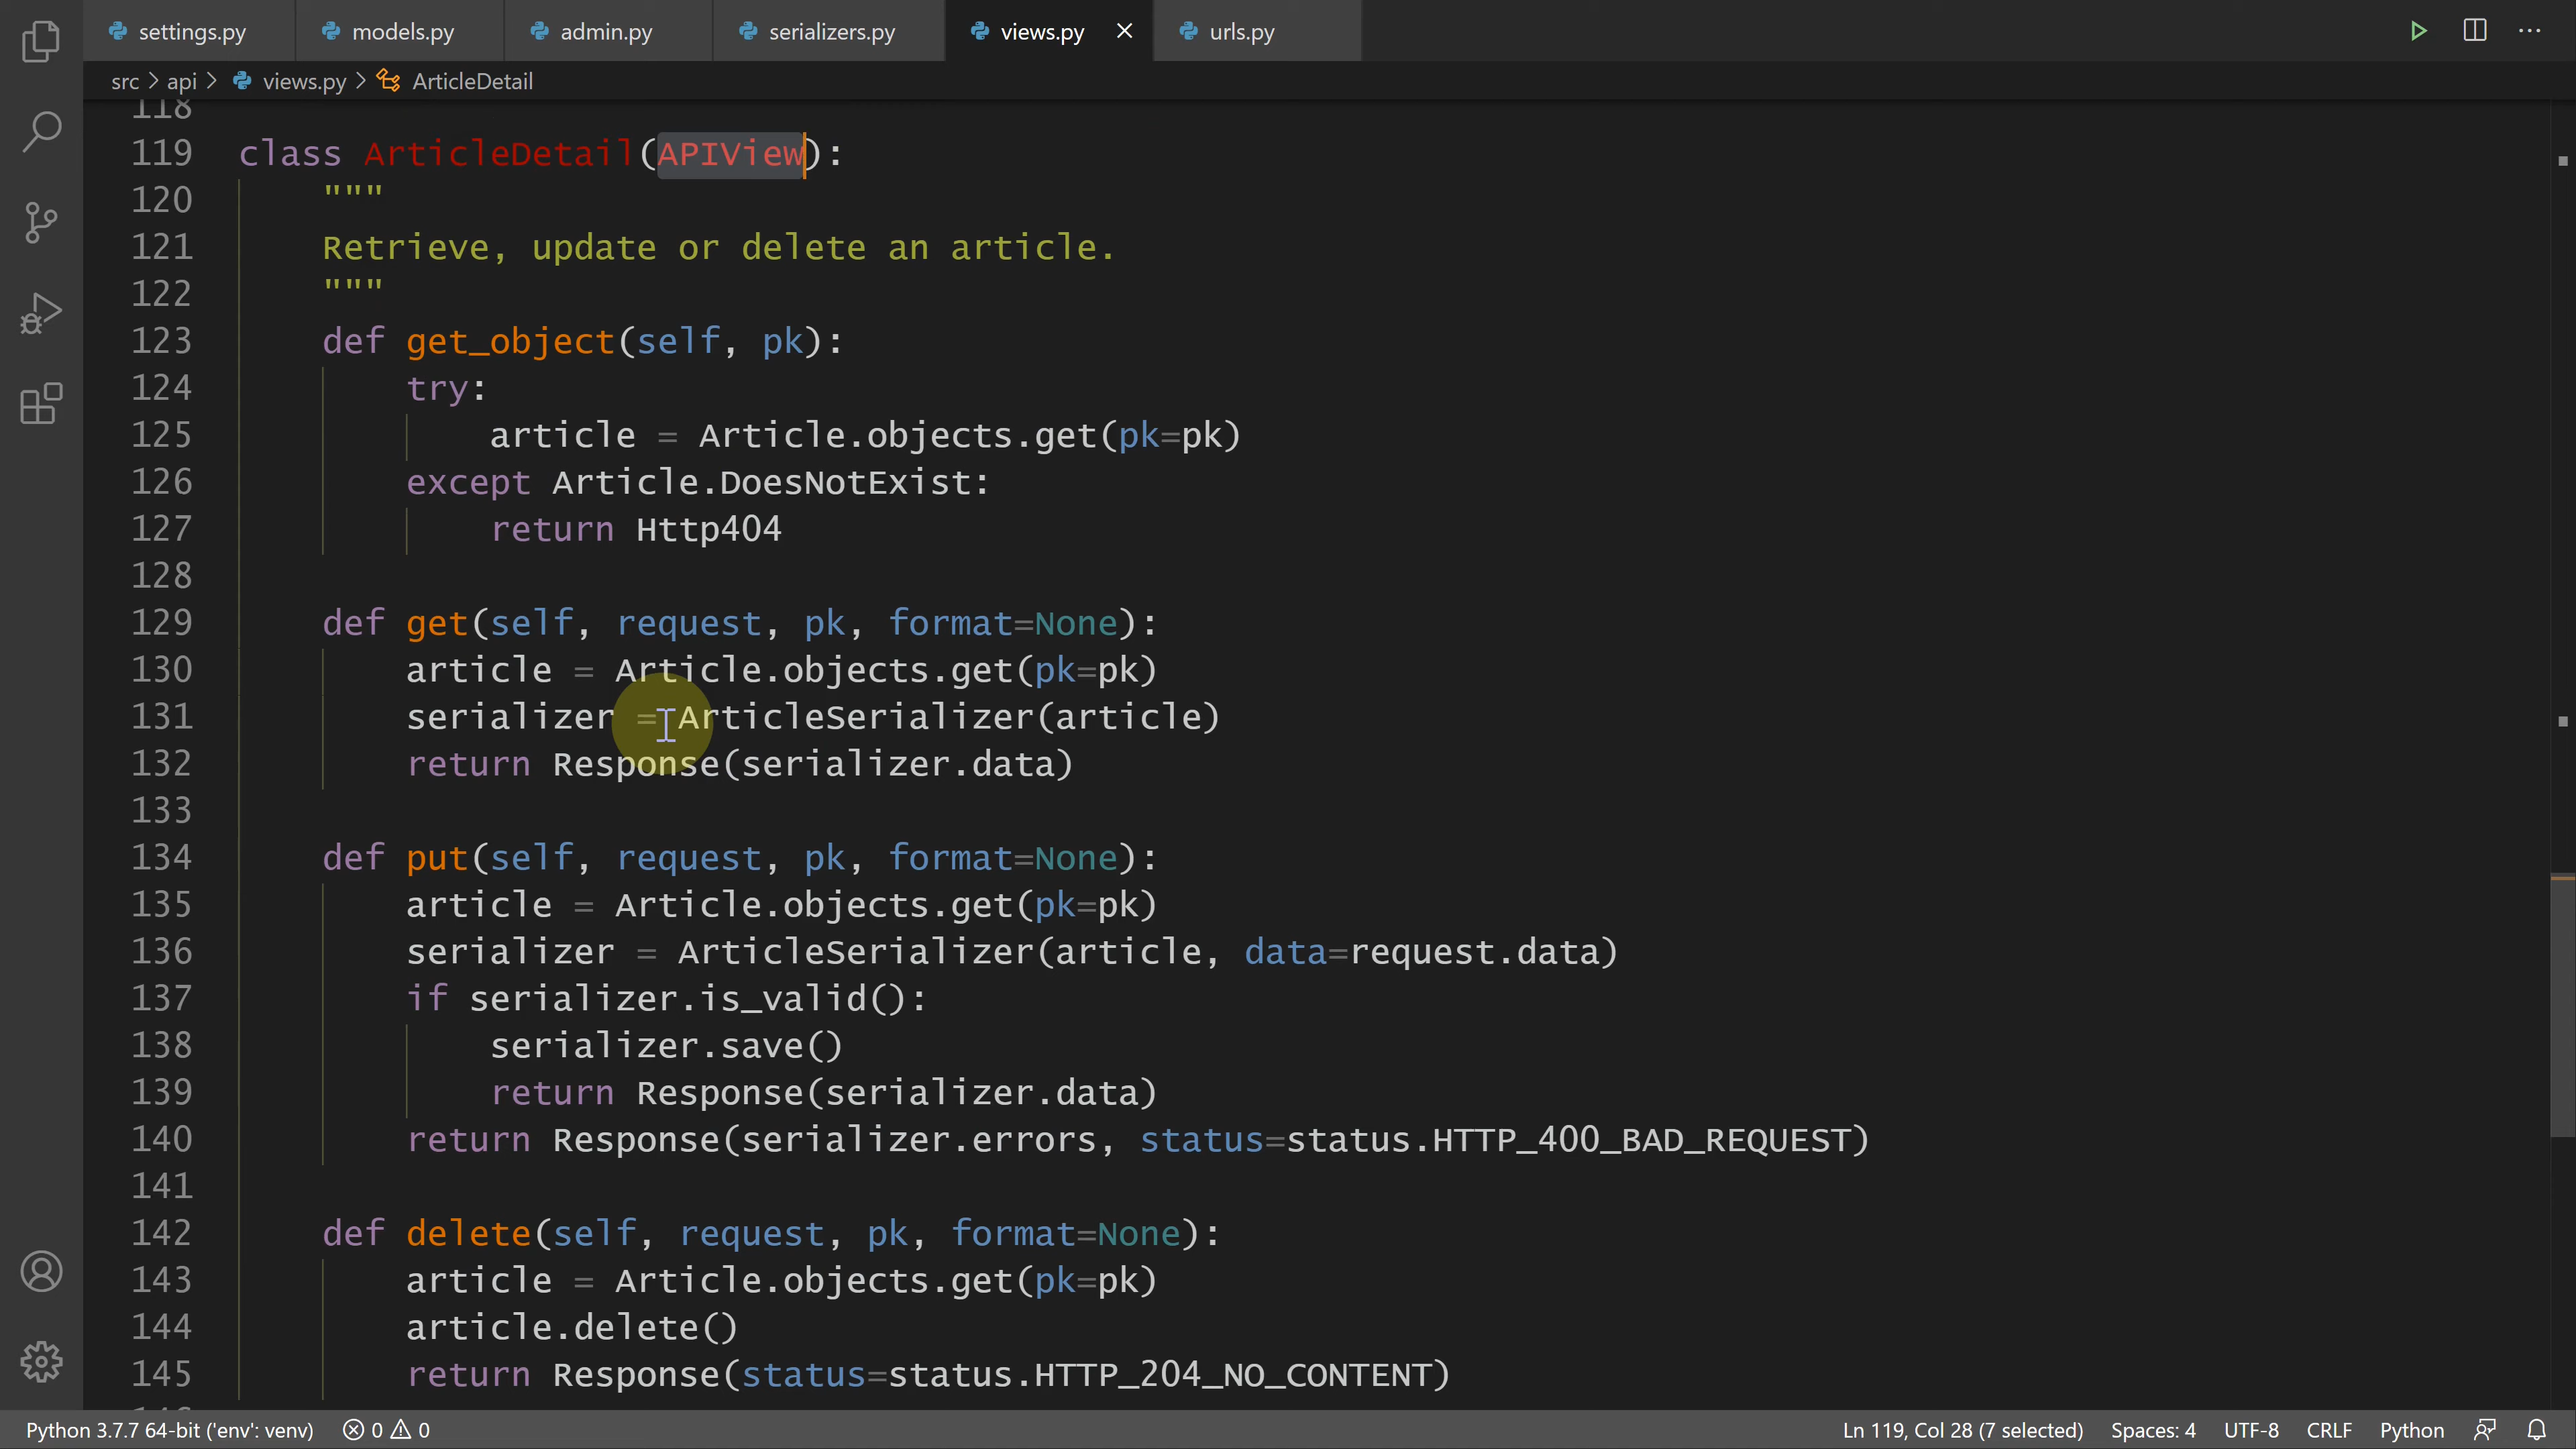 settings.py models.py admin.py serializers.py views.py urls.py
src > api > views.py > ArticleDetail
118
119 class ArticleDetail(APIView):
120 """
121 Retrieve, update or delete an article.
122 """
123 def get_object(self, pk):
124 try:
125 article = Article.objects.get(pk=pk)
126 except Article.DoesNotExist:
127 return Http404
128
129 def get(self, request, pk, format=None):
130 article = Article.objects.get(pk=pk)
131 serializer = ArticleSerializer(article)
132 return Response(serializer.data)
133
134 def put(self, request, pk, format=None):
135 article = Article.objects.get(pk=pk)
136 serializer = ArticleSerializer(article, data=request.data)
137 if serializer.is_valid():
138 serializer.save()
139 return Response(serializer.data)
140 return Response(serializer.errors, status=status.HTTP_400_BAD_REQUEST)
141
142 def delete(self, request, pk, format=None):
143 article = Article.objects.get(pk=pk)
144 article.delete()
145 return Response(status=status.HTTP_204_NO_CONTENT)
Python 3.7.7 64-bit ('env': venv) 0 0 Ln 119, Col 28 (7 selected) Spaces: 4 UTF-8 CRLF Python